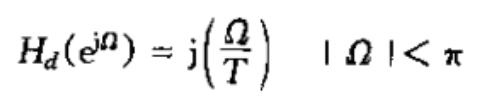 H_d(e^{jΩ}) = j(Ω/T)   | Ω |< π